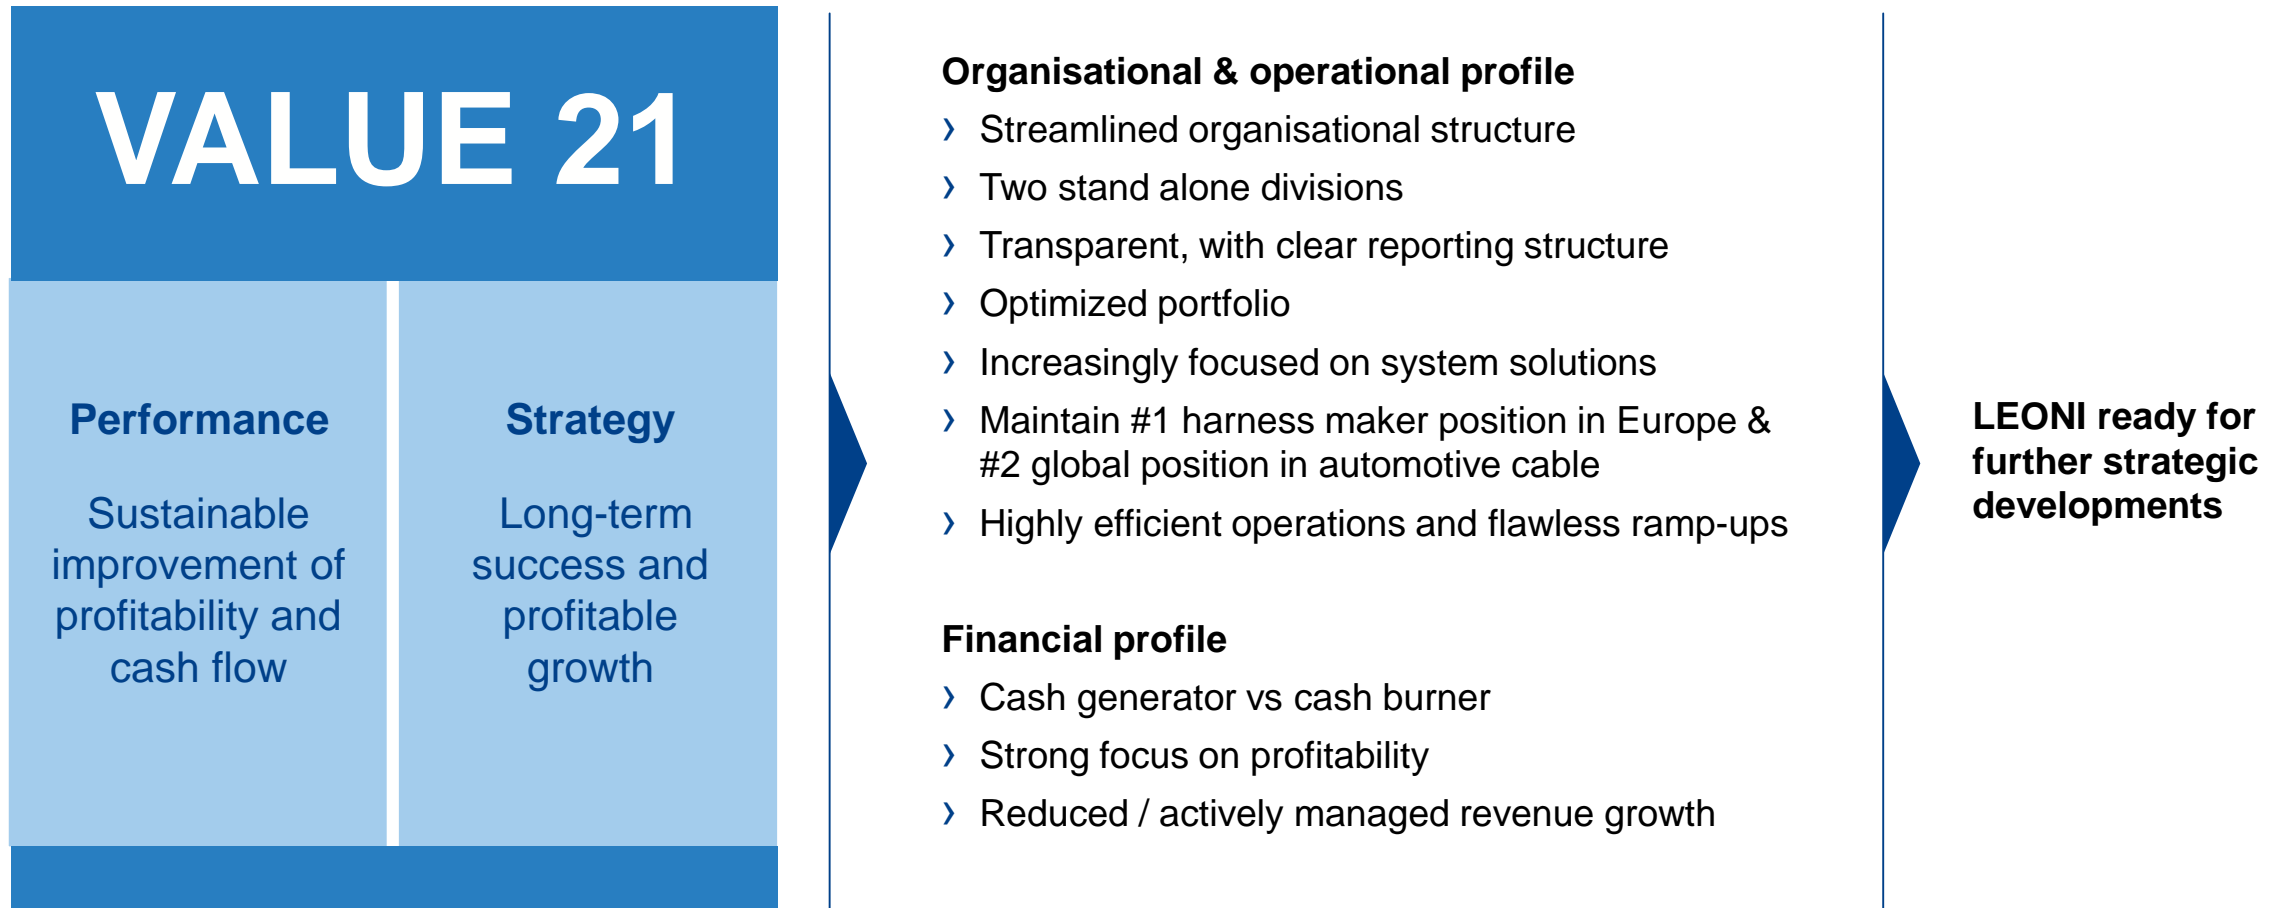 VALUE 21
Performance
Sustainable
improvement of
profitability and
cash flow
Strategy
Long-term
success and
profitable
growth
Organisational & operational profile
› Streamlined organisational structure
› Two stand alone divisions
› Transparent, with clear reporting structure
› Optimized portfolio
› Increasingly focused on system solutions
› Maintain #1 harness maker position in Europe &
#2 global position in automotive cable
› Highly efficient operations and flawless ramp-ups
Financial profile
› Cash generator vs cash burner
› Strong focus on profitability
› Reduced / actively managed revenue growth
LEONI ready for
further strategic
developments